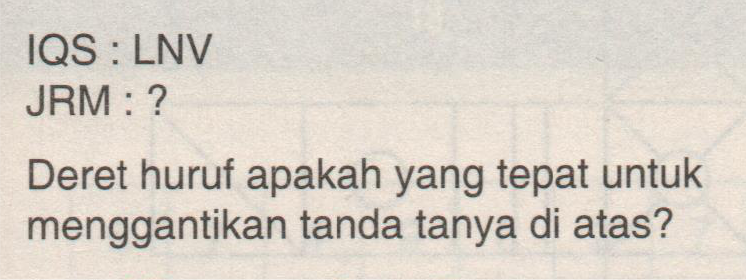 IQS : LNV
JRM : ?
Deret huruf apakah yang tepat untuk
menggantikan tanda tanya di atas?